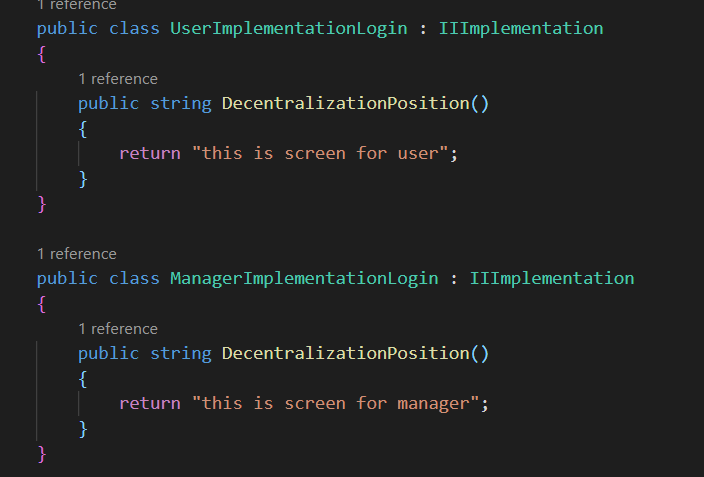 1 reference
public class UserImplementationLogin : IIImplementation
{
1 reference
public string DecentralizationPosition()
{
return "this is screen for user";
}
}
1 reference
public class ManagerImplementationLogin : IIImplementation
{
1 reference
public string DecentralizationPosition()
{
return "this is screen for manager";
}
}